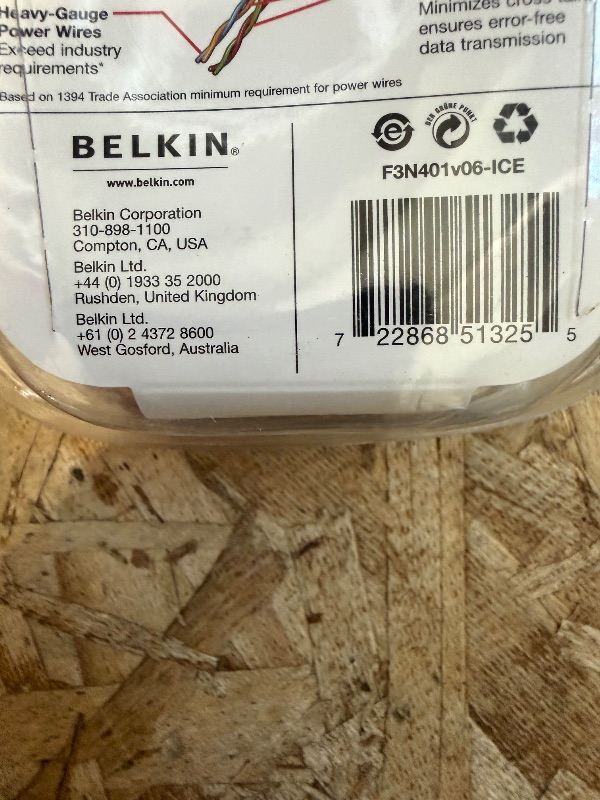 Heavy-Gauge
Power Wires
Exceed industry
requirements*
Minimizes cross
ensures error-free
data transmission
Based on 1394 Trade Association minimum requirement for power wires
BELKIN®
www.belkin.com
Belkin Corporation
310-898-1100
Compton, CA, USA
Belkin Ltd.
+44 (0) 1933 35 2000
Rushden, United Kingdom
Belkin Ltd.
+61 (0) 2 4372 8600
West Gosford, Australia
e
DER GRÜNE PUNKT
F3N401v06-ICE
7 22868 51325 5